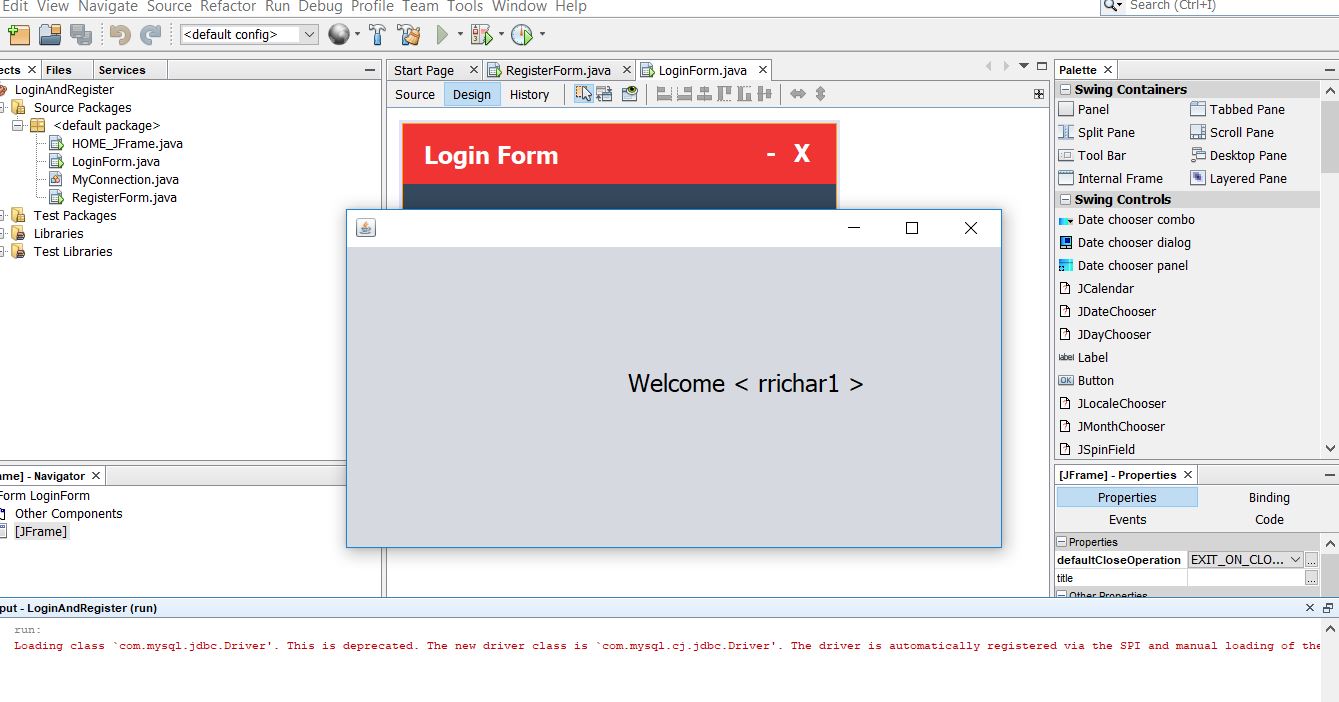 Edit View Navigate Source Refactor Run Debug Profile Team Tools Window Help
Search (Ctrl+I)
<default config>
ects Files Services
LoginAndRegister
Source Packages
<default package>
HOME_JFrame.java
LoginForm.java
MyConnection.java
RegisterForm.java
Test Packages
Libraries
Test Libraries
Start Page RegisterForm.java LoginForm.java
Source Design History
Login Form - X
Welcome < rrichar1 >
Palette
Swing Containers
Panel Tabbed Pane
Split Pane Scroll Pane
Tool Bar Desktop Pane
Internal Frame Layered Pane
Swing Controls
Date chooser combo
Date chooser dialog
Date chooser panel
JCalendar
JDateChooser
JDayChooser
label Label
OK Button
JLocaleChooser
JMonthChooser
JSpinField
ame] - Navigator
Form LoginForm
Other Components
[JFrame]
[JFrame] - Properties
Properties Binding
Events Code
Properties
defaultCloseOperation EXIT_ON_CLO... ...
title ...
Other Properties
put - LoginAndRegister (run)
run:
Loading class `com.mysql.jdbc.Driver'. This is deprecated. The new driver class is `com.mysql.cj.jdbc.Driver'. The driver is automatically registered via the SPI and manual loading of the